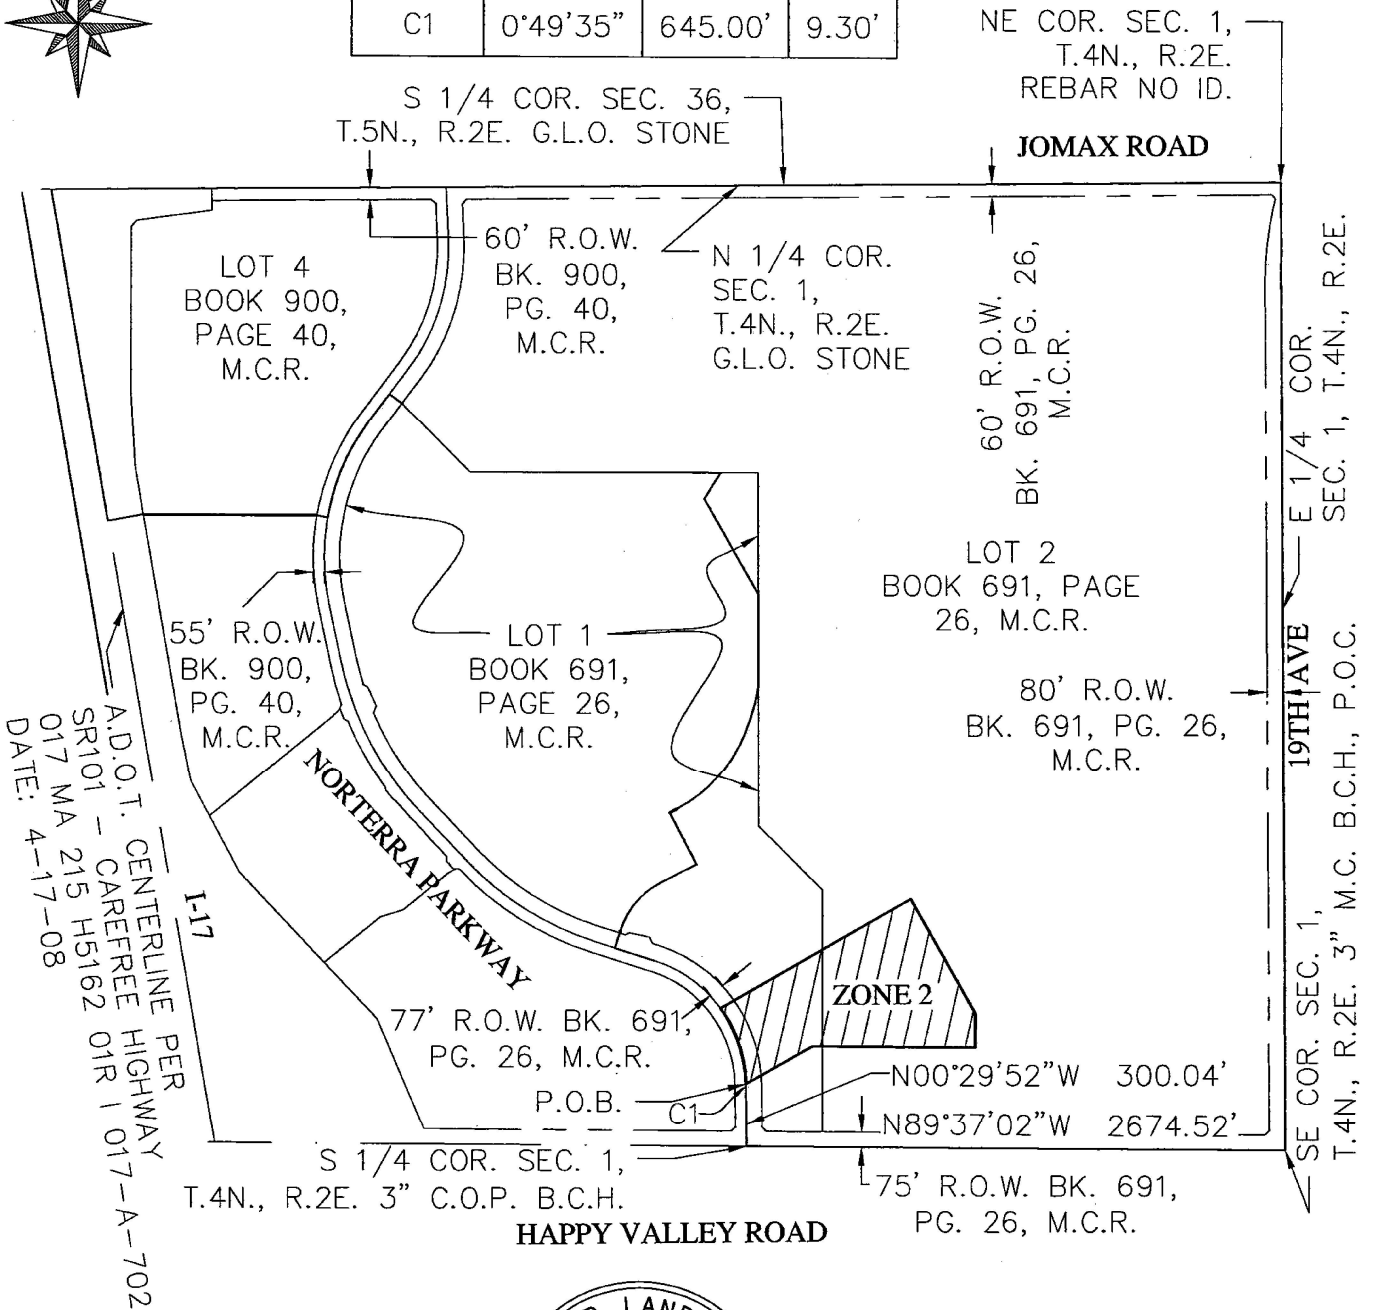 C1 0°49'35" 645.00' 9.30'
NE COR. SEC. 1,
T.4N., R.2E.
REBAR NO ID.
S 1/4 COR. SEC. 36,
T.5N., R.2E. G.L.O. STONE
JOMAX ROAD
LOT 4
BOOK 900,
PAGE 40,
M.C.R.
60' R.O.W.
BK. 900,
PG. 40,
M.C.R.
N 1/4 COR.
SEC. 1,
T.4N., R.2E.
G.L.O. STONE
60' R.O.W.
BK. 691, PG. 26,
M.C.R.
E 1/4 COR.
SEC. 1, T.4N., R.2E.
LOT 2
BOOK 691, PAGE
26, M.C.R.
55' R.O.W.
BK. 900,
PG. 40,
M.C.R.
LOT 1
BOOK 691,
PAGE 26,
M.C.R.
80' R.O.W.
BK. 691, PG. 26,
M.C.R.
19TH AVE
A.D.O.T. CENTERLINE PER
SR101 - CAREFREE HIGHWAY
017 MA 215 H5162 01R | 017-A-702
DATE: 4-17-08
I-17
NORTERRA PARKWAY
ZONE 2
77' R.O.W. BK. 691,
PG. 26, M.C.R.
P.O.B.
C1
N00°29'52"W 300.04'
N89°37'02"W 2674.52'
SE COR. SEC. 1,
T.4N., R.2E. 3" M.C. B.C.H., P.O.C.
S 1/4 COR. SEC. 1,
T.4N., R.2E. 3" C.O.P. B.C.H.
75' R.O.W. BK. 691,
PG. 26, M.C.R.
HAPPY VALLEY ROAD
LAND